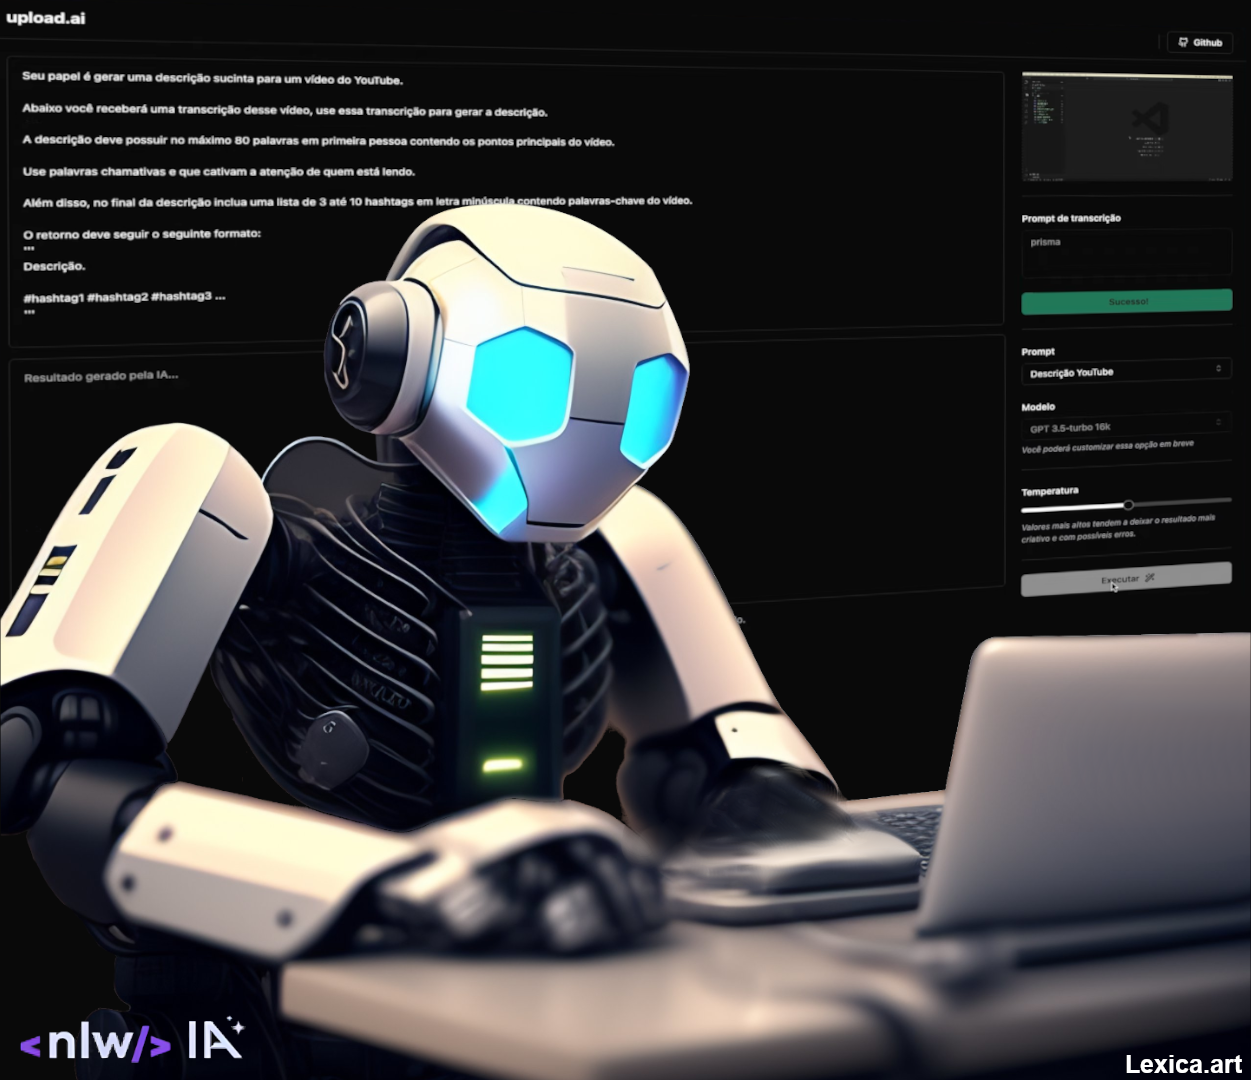 upload.ai
Github
Seu papel é gerar uma descrição sucinta para um vídeo do YouTube.
Abaixo você receberá uma transcrição desse vídeo, use essa transcrição para gerar a descrição.
A descrição deve possuir no máximo 80 palavras em primeira pessoa contendo os pontos principais do vídeo.
Use palavras chamativas e que cativam a atenção de quem está lendo.
Além disso, no final da descrição inclua uma lista de 3 até 10 hashtags em letra minúscula contendo palavras-chave do vídeo.
O retorno deve seguir o seguinte formato:
"""
Descrição.
#hashtag1 #hashtag2 #hashtag3 ...
"""
Resultado gerado pela IA...
Prompt de transcrição
prisma
Sucesso!
Prompt
Descrição YouTube
Modelo
GPT 3.5-turbo 16k
Você poderá customizar essa opção em breve
Temperatura
Valores mais altos tendem a deixar o resultado mais
criativo e com possíveis erros.
Executar
<nlw/> IA
Lexica.art